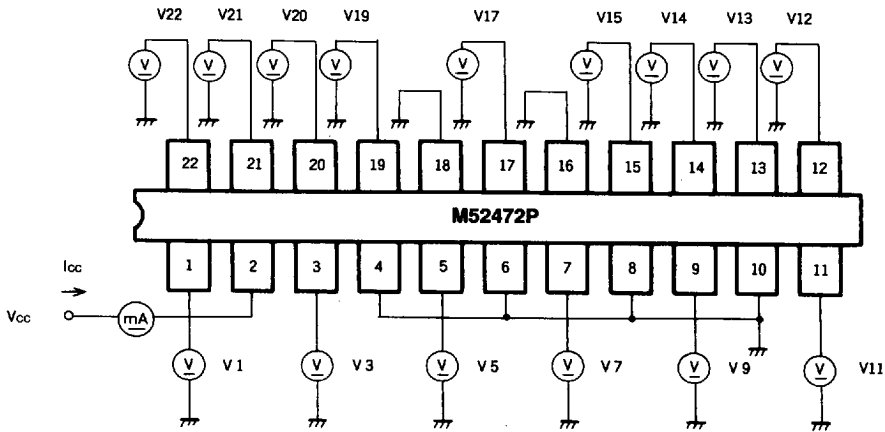 V22 V21 V20 V19 V17 V15 V14 V13 V12
V V V V V V V V V
22 21 20 19 18 17 16 15 14 13 12
M52472P
1 2 3 4 5 6 7 8 9 10 11
Icc
Vcc mA
V V1 V V3 V V5 V V7 V V9 V V11